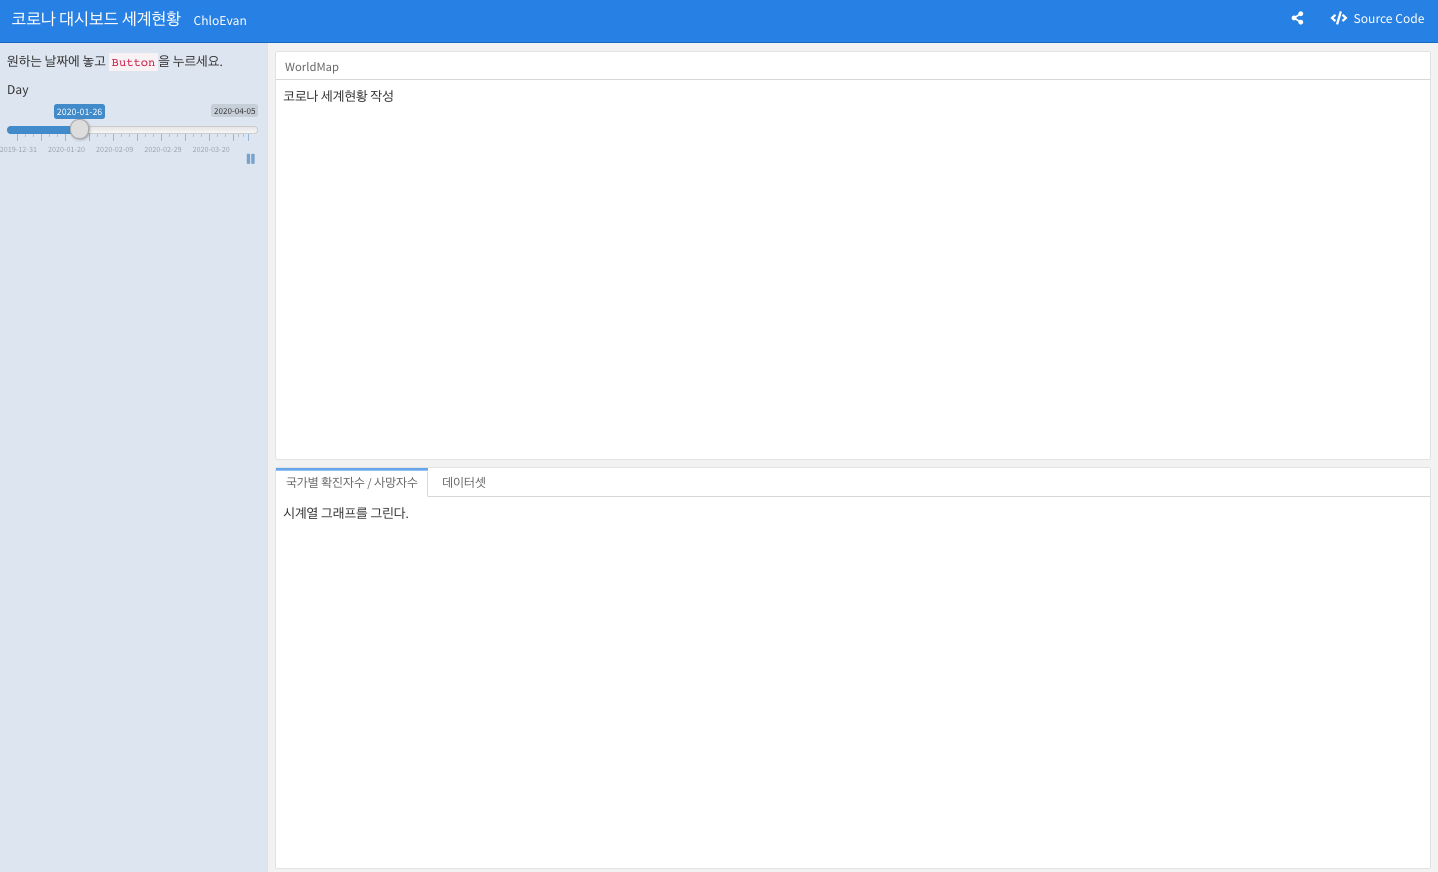 코로나 대시보드 세계현황 ChloEvan
Source Code
원하는 날짜에 놓고 Button 을 누르세요.
Day
2020-01-26 2020-04-05
2019-12-31 2020-01-20 2020-02-09 2020-02-29 2020-03-20
WorldMap
코로나 세계현황 작성
국가별 확진자수 / 사망자수 데이터셋
시계열 그래프를 그린다.